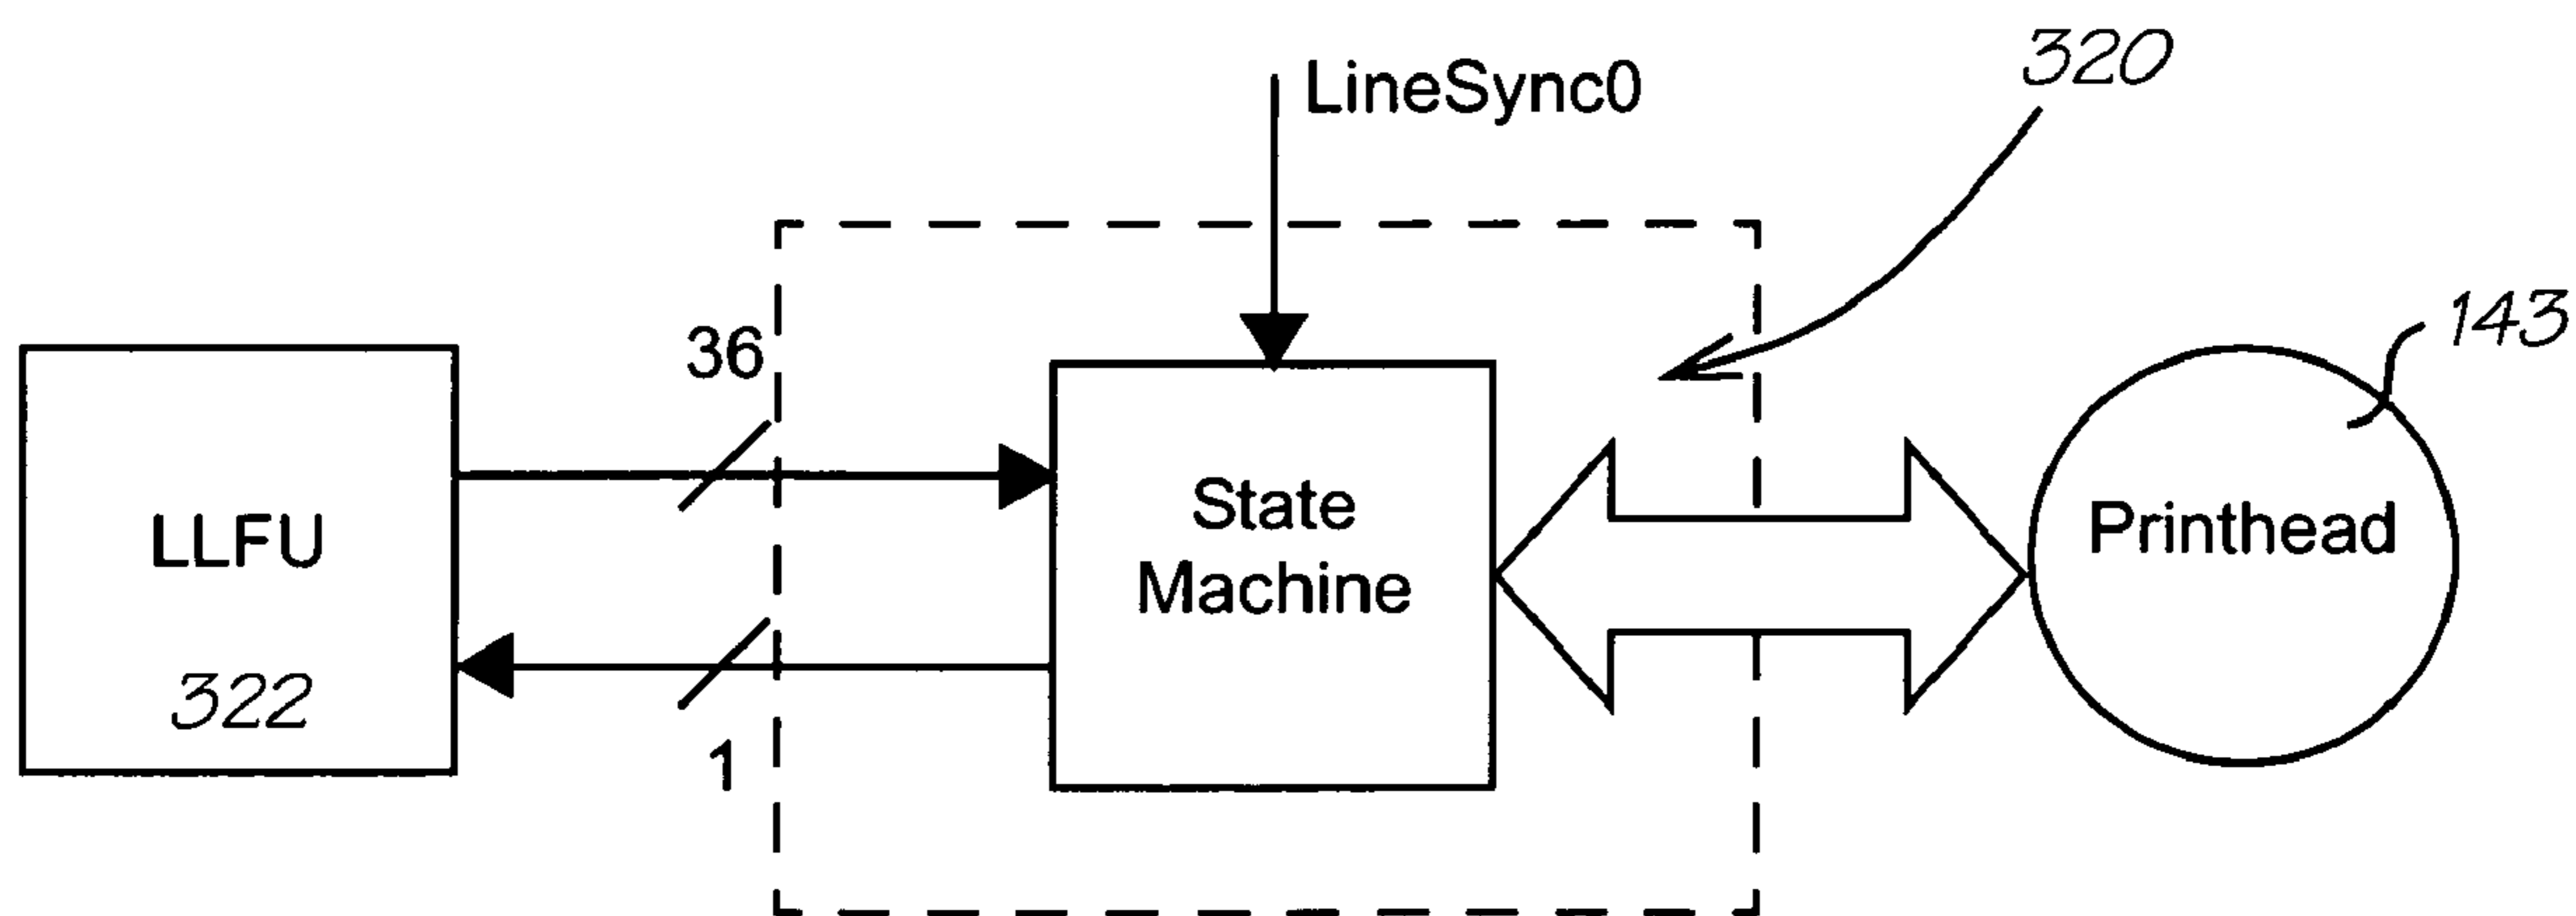 LineSync0
320
36
143
LLFU
322
State
Machine
Printhead
1